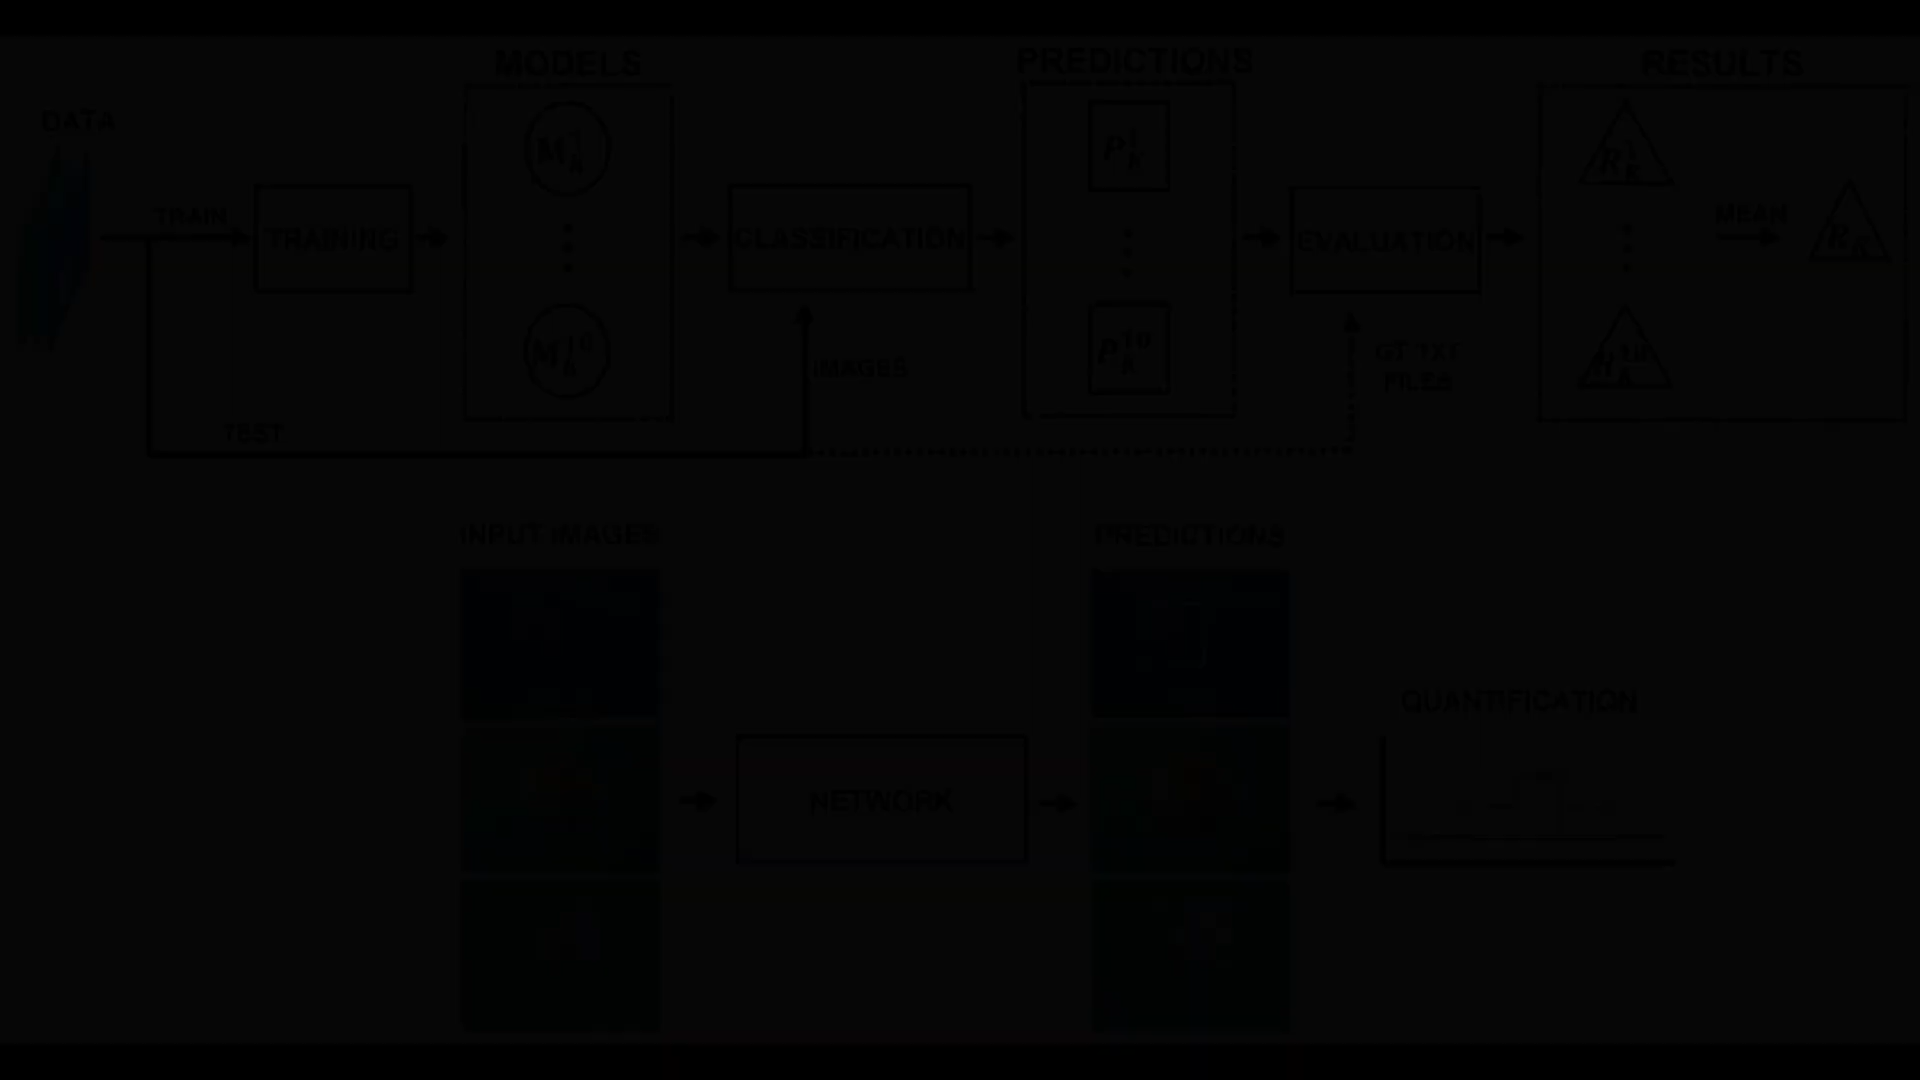 MODELS
PREDICTIONS
RESULTS
DATA
TRAIN
TRAINING
CLASSIFICATION
EVALUATION
MEAN
IMAGES
GT TXT
FILES
TEST
INPUT IMAGES
PREDICTIONS
QUANTIFICATION
NETWORK